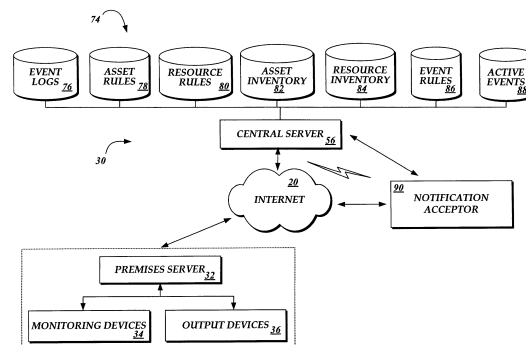 74
EVENT
LOGS 76
ASSET
RULES 78
RESOURCE
RULES 80
ASSET
INVENTORY
82
RESOURCE
INVENTORY
84
EVENT
RULES
86
ACTIVE
EVENTS
88
CENTRAL SERVER 56
30
20
INTERNET
90
NOTIFICATION
ACCEPTOR
PREMISES SERVER 32
MONITORING DEVICES 34
OUTPUT DEVICES 36